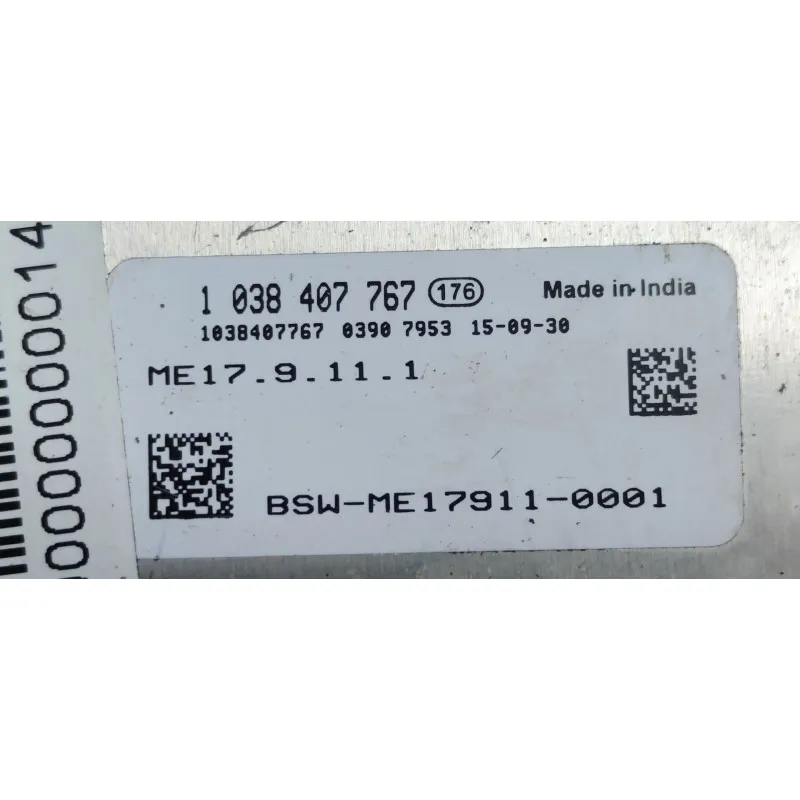 1 038 407 767 176 Made in India
1038407767 0390 7953 15-09-30
ME17.9.11.1
BSW-ME17911-0001
0000000014